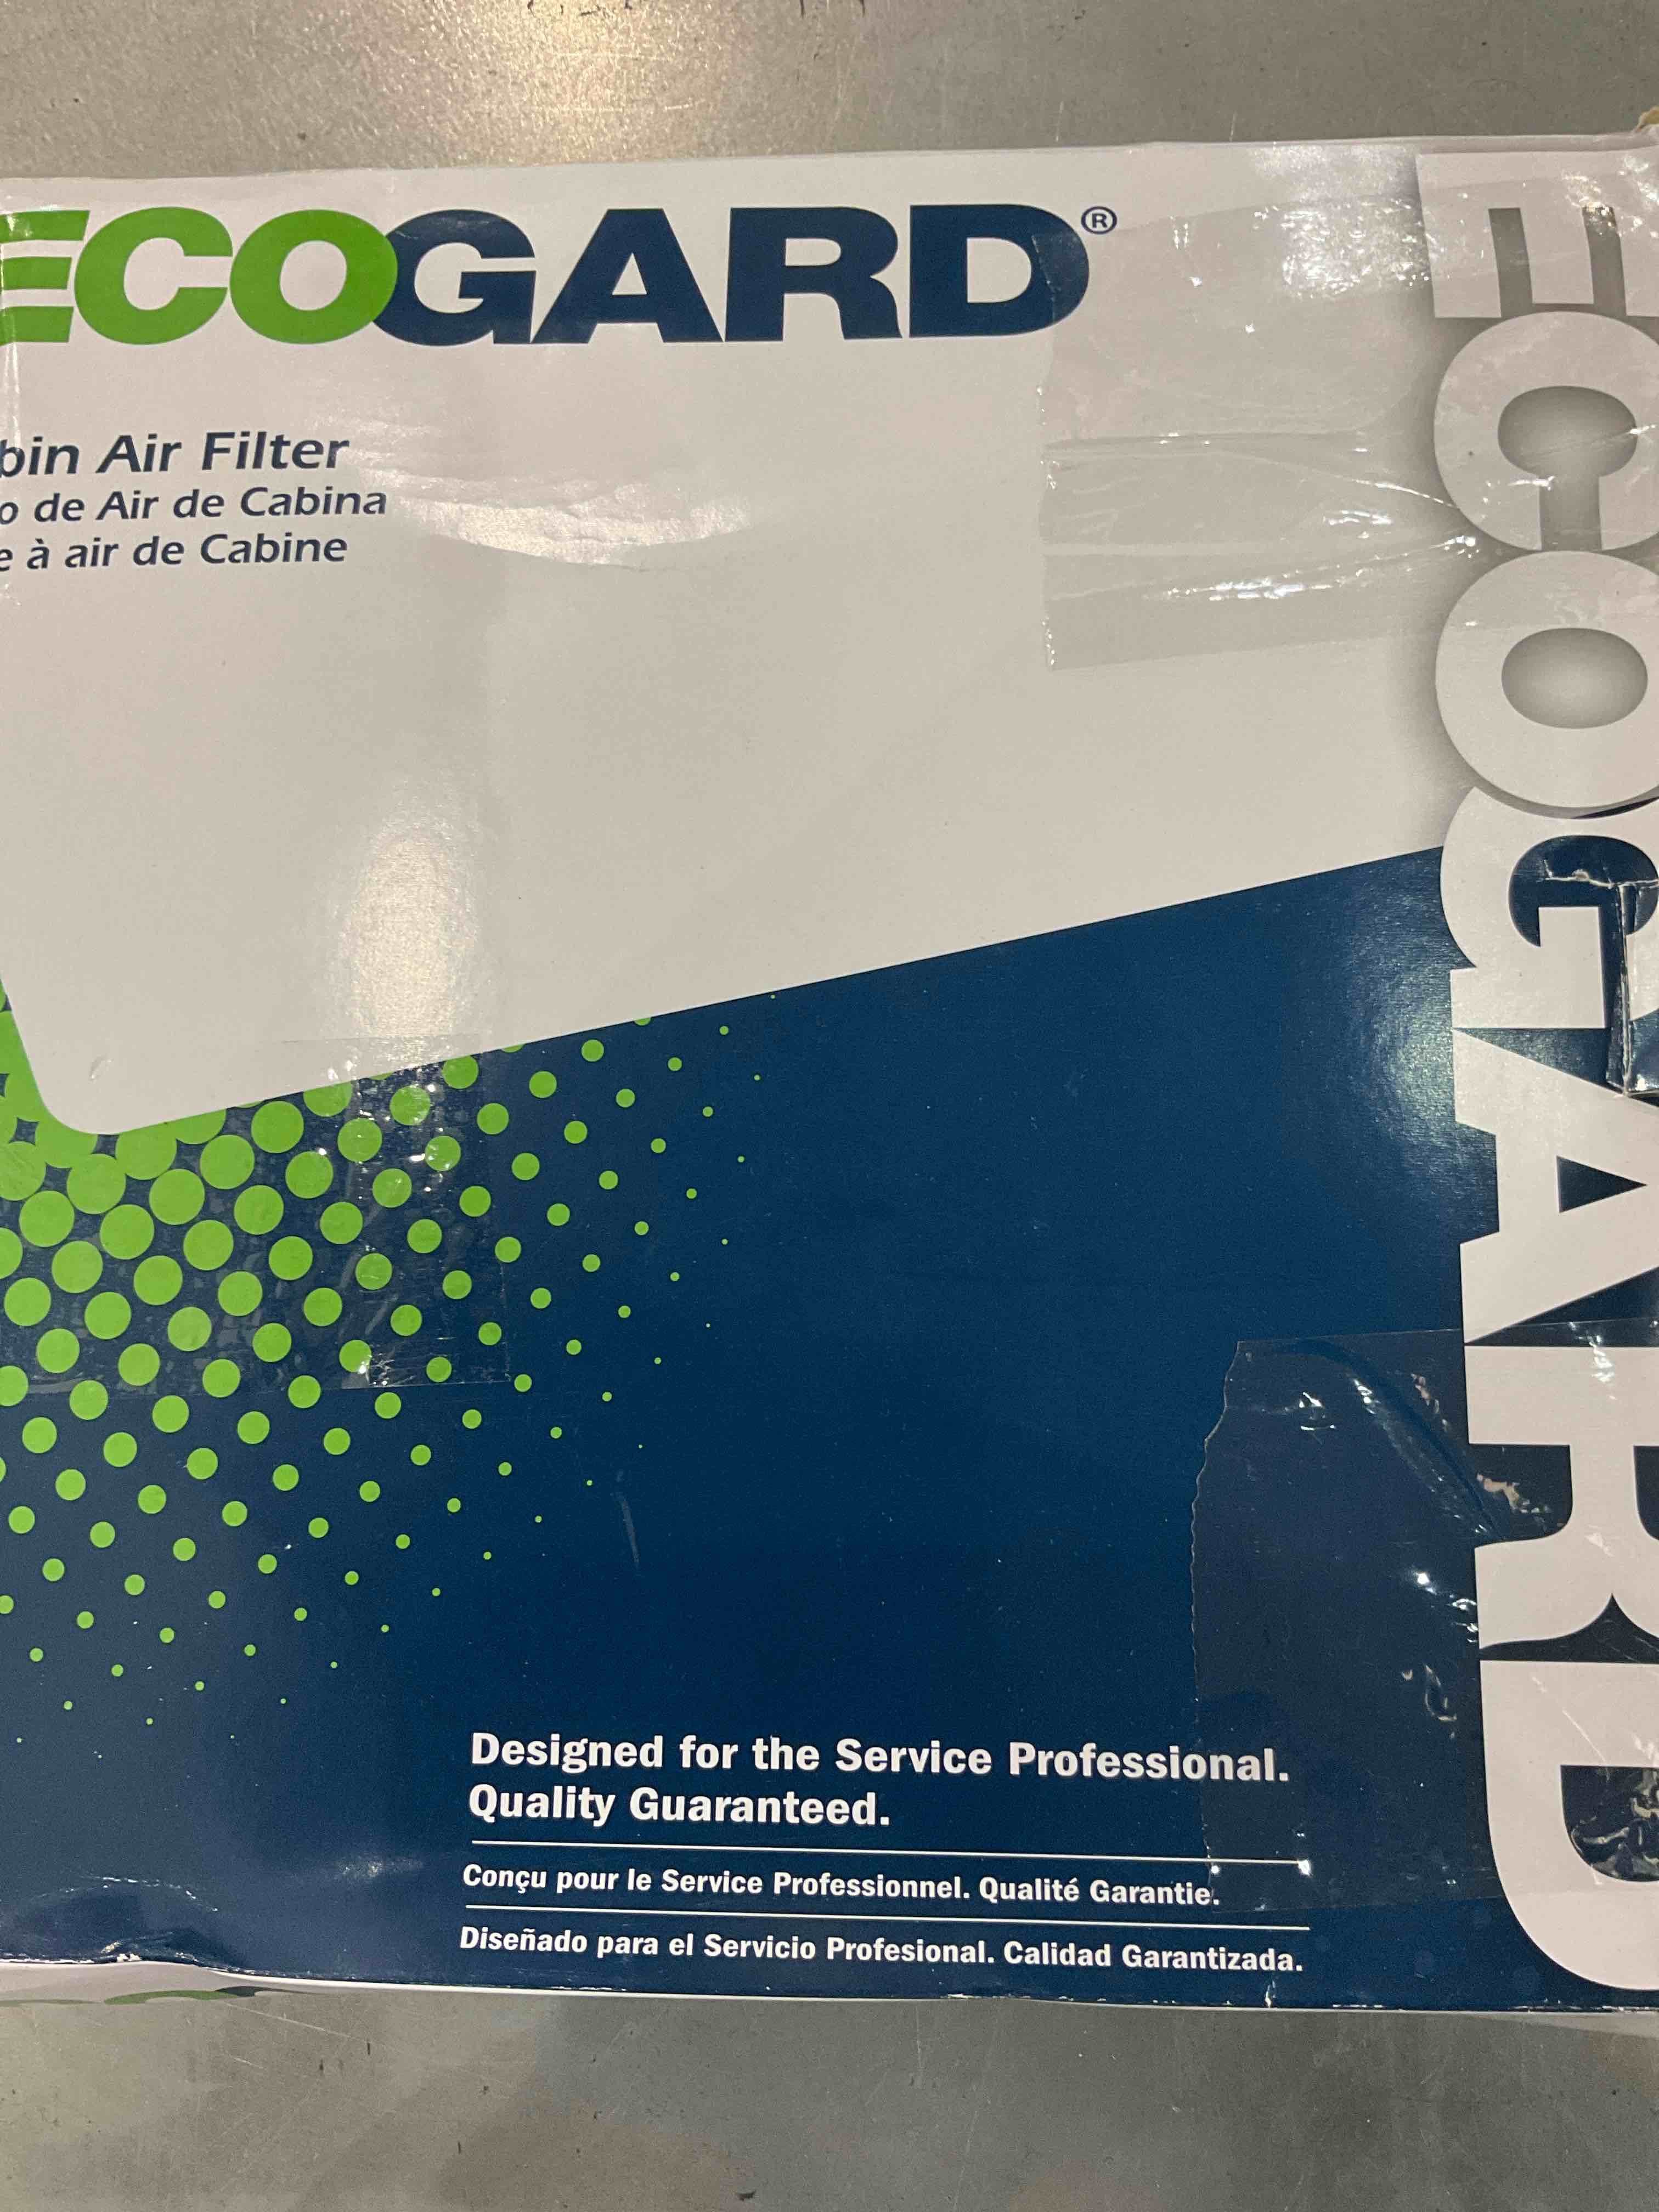 ECOGARD®
bin Air Filter
o de Air de Cabina
e à air de Cabine
ECOGARD
Designed for the Service Professional.
Quality Guaranteed.
Conçu pour le Service Professionnel. Qualité Garantie.
Diseñado para el Servicio Profesional. Calidad Garantizada.